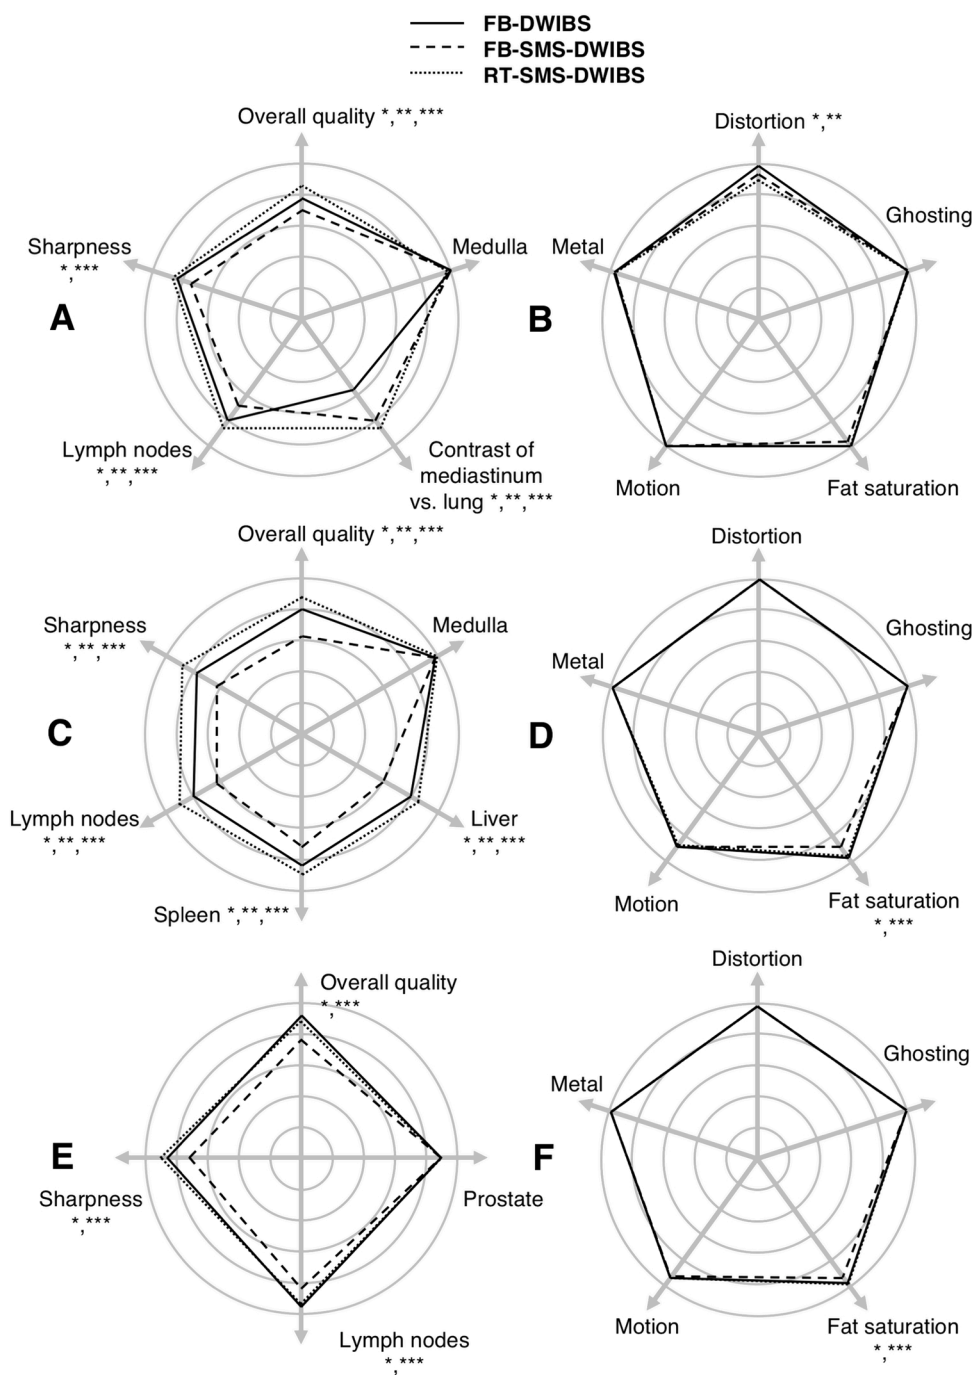 FB-DWIBS
FB-SMS-DWIBS
RT-SMS-DWIBS
Overall quality *,**,***
Sharpness
*,***
Medulla
A
Lymph nodes
*,**,***
Contrast of
mediastinum
vs. lung *,**,***
Distortion *,**
Ghosting
Metal
B
Motion
Fat saturation
Overall quality *,**,***
Sharpness
*,**,***
Medulla
C
Lymph nodes
*,**,***
Liver
*,**,***
Spleen *,**,***
Distortion
Ghosting
Metal
D
Motion
Fat saturation
*,***
Overall quality
*,***
E
Sharpness
*,***
Prostate
Lymph nodes
*,***
Distortion
Ghosting
Metal
F
Motion
Fat saturation
*,***